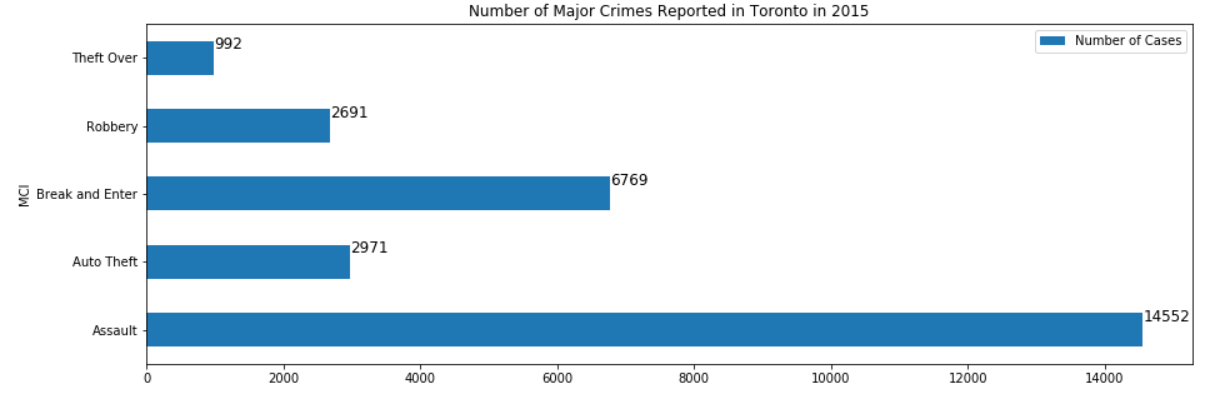 Number of Major Crimes Reported in Toronto in 2015
Number of Cases
MCI
Theft Over
992
Robbery
2691
Break and Enter
6769
Auto Theft
2971
Assault
14552
0 2000 4000 6000 8000 10000 12000 14000